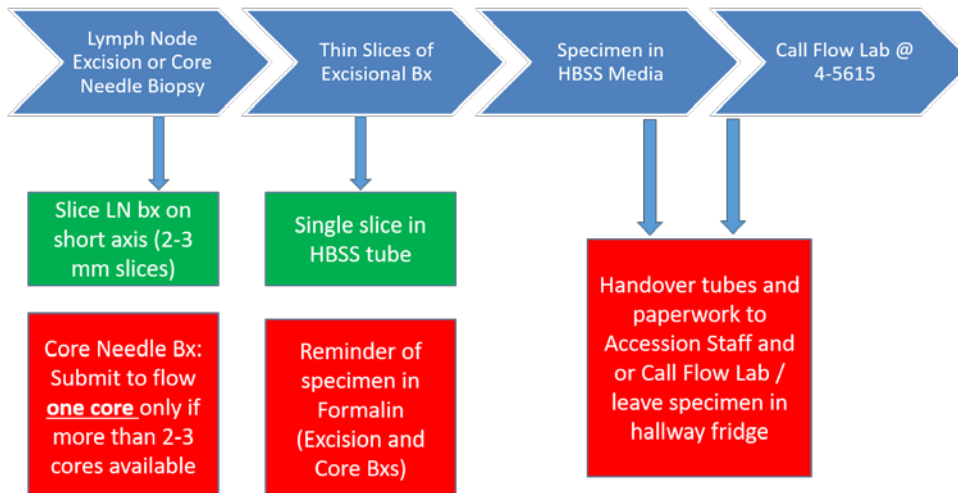 Lymph Node
Excision or Core
Needle Biopsy
Thin Slices of
Excisional Bx
Specimen in
HBSS Media
Call Flow Lab @
4-5615
Slice LN bx on
short axis (2-3
mm slices)
Single slice in
HBSS tube
Core Needle Bx:
Submit to flow
one core only if
more than 2-3
cores available
Reminder of
specimen in
Formalin
(Excision and
Core Bxs)
Handover tubes and
paperwork to
Accession Staff and
or Call Flow Lab /
leave specimen in
hallway fridge